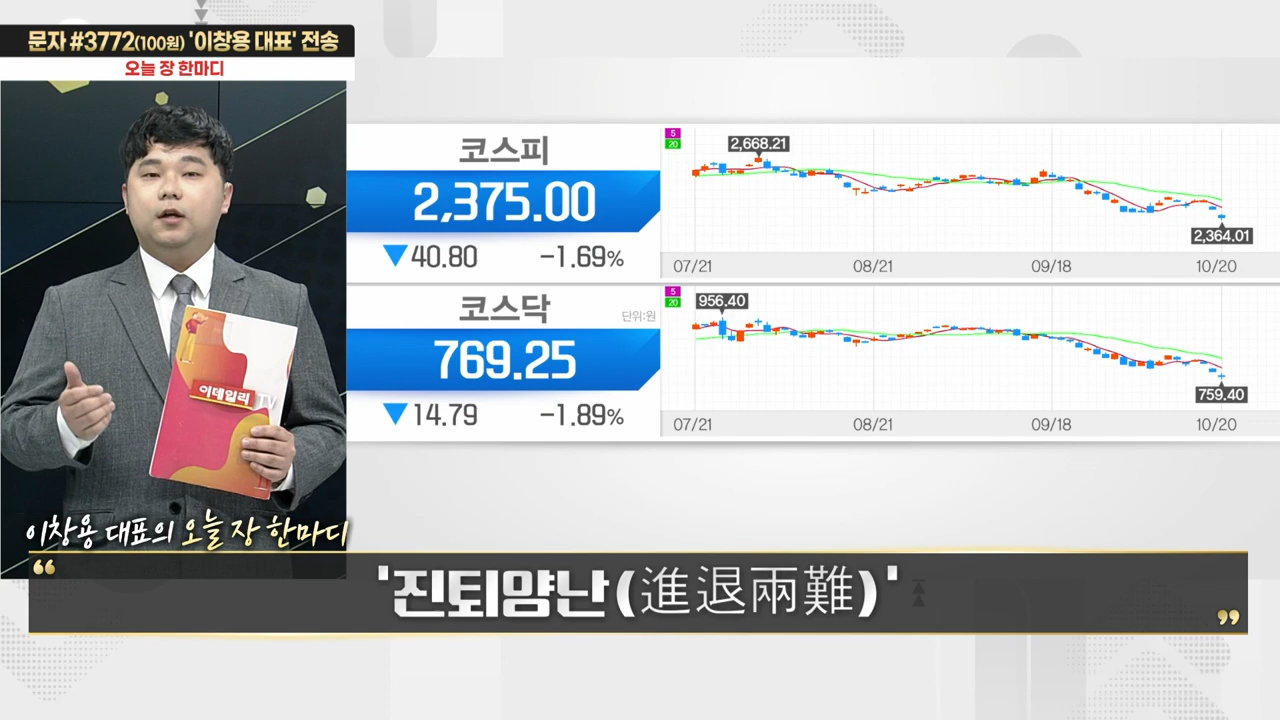 문자 #3772(100원) '이창용 대표' 전송
오늘 장 한마디
이데일리 TV
이창용 대표의 오늘 장 한마디
코스피
2,375.00
▼40.80 -1.69%
5
20
2,668.21
2,364.01
07/21 08/21 09/18 10/20
코스닥
단위:원
769.25
▼14.79 -1.89%
5
20
956.40
759.40
07/21 08/21 09/18 10/20
“ '진퇴양난(進退兩難)' ”